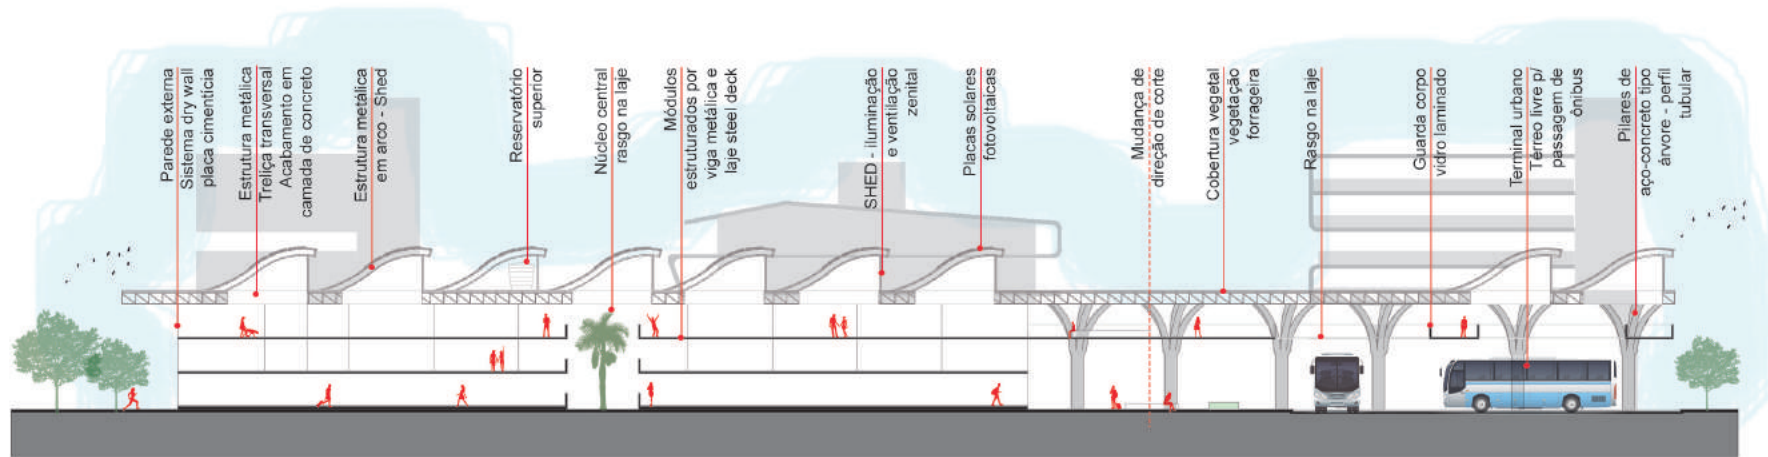 Parede externa
Sistema dry wall
placa cimentícia
Estrutura metálica
Treliça transversal
Acabamento em
camada de concreto
Estrutura metálica
em arco - Shed
Reservatório
superior
Núcleo central
rasgo na laje
Módulos
estruturados por
viga metálica e
laje steel deck
SHED - iluminação
e ventilação
zenital
Placas solares
fotovoltaicas
Mudança de
direção de corte
Cobertura vegetal
vegetação
forrageira
Rasgo na laje
Guarda corpo
vidro laminado
Terminal urbano
Térreo livre p/
passagem de
ônibus
Pilares de
aço-concreto tipo
árvore - perfil
tubular